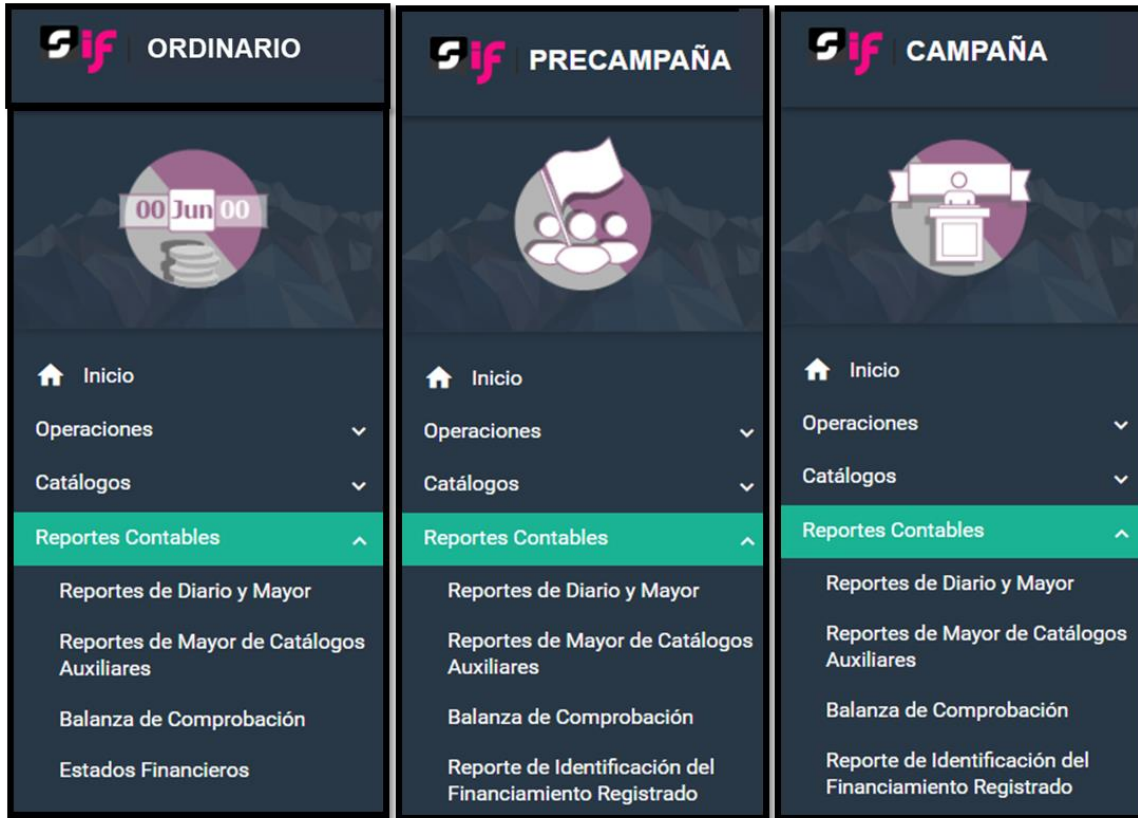 Sif ORDINARIO
00 Jun 00
Inicio
Operaciones
Catálogos
Reportes Contables
Reportes de Diario y Mayor
Reportes de Mayor de Catálogos
Auxiliares
Balanza de Comprobación
Estados Financieros
Sif PRECAMPAÑA
Inicio
Operaciones
Catálogos
Reportes Contables
Reportes de Diario y Mayor
Reportes de Mayor de Catálogos
Auxiliares
Balanza de Comprobación
Reporte de Identificación del
Financiamiento Registrado
Sif CAMPAÑA
Inicio
Operaciones
Catálogos
Reportes Contables
Reportes de Diario y Mayor
Reportes de Mayor de Catálogos
Auxiliares
Balanza de Comprobación
Reporte de Identificación del
Financiamiento Registrado